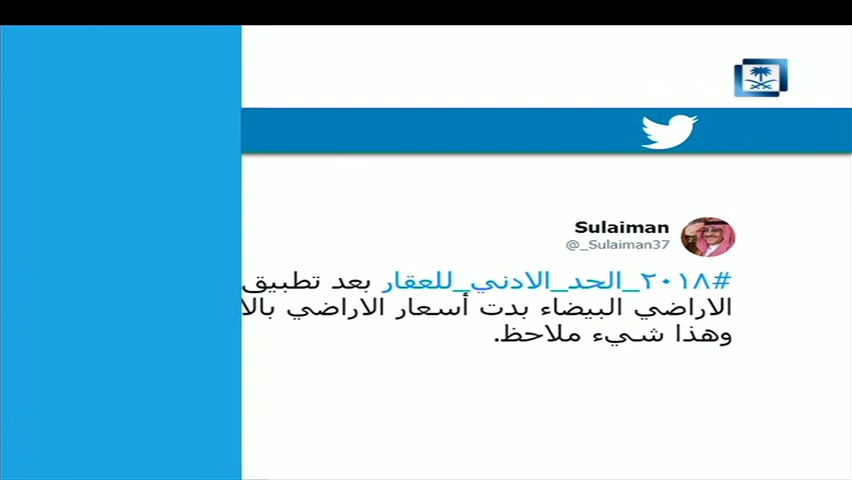 Sulaiman
@_Sulaiman37
#٢٠١٨_الحد_الادني_للعقار بعد تطبيق
الاراضي البيضاء بدت أسعار الاراضي
وهذا شيء ملاحظ.